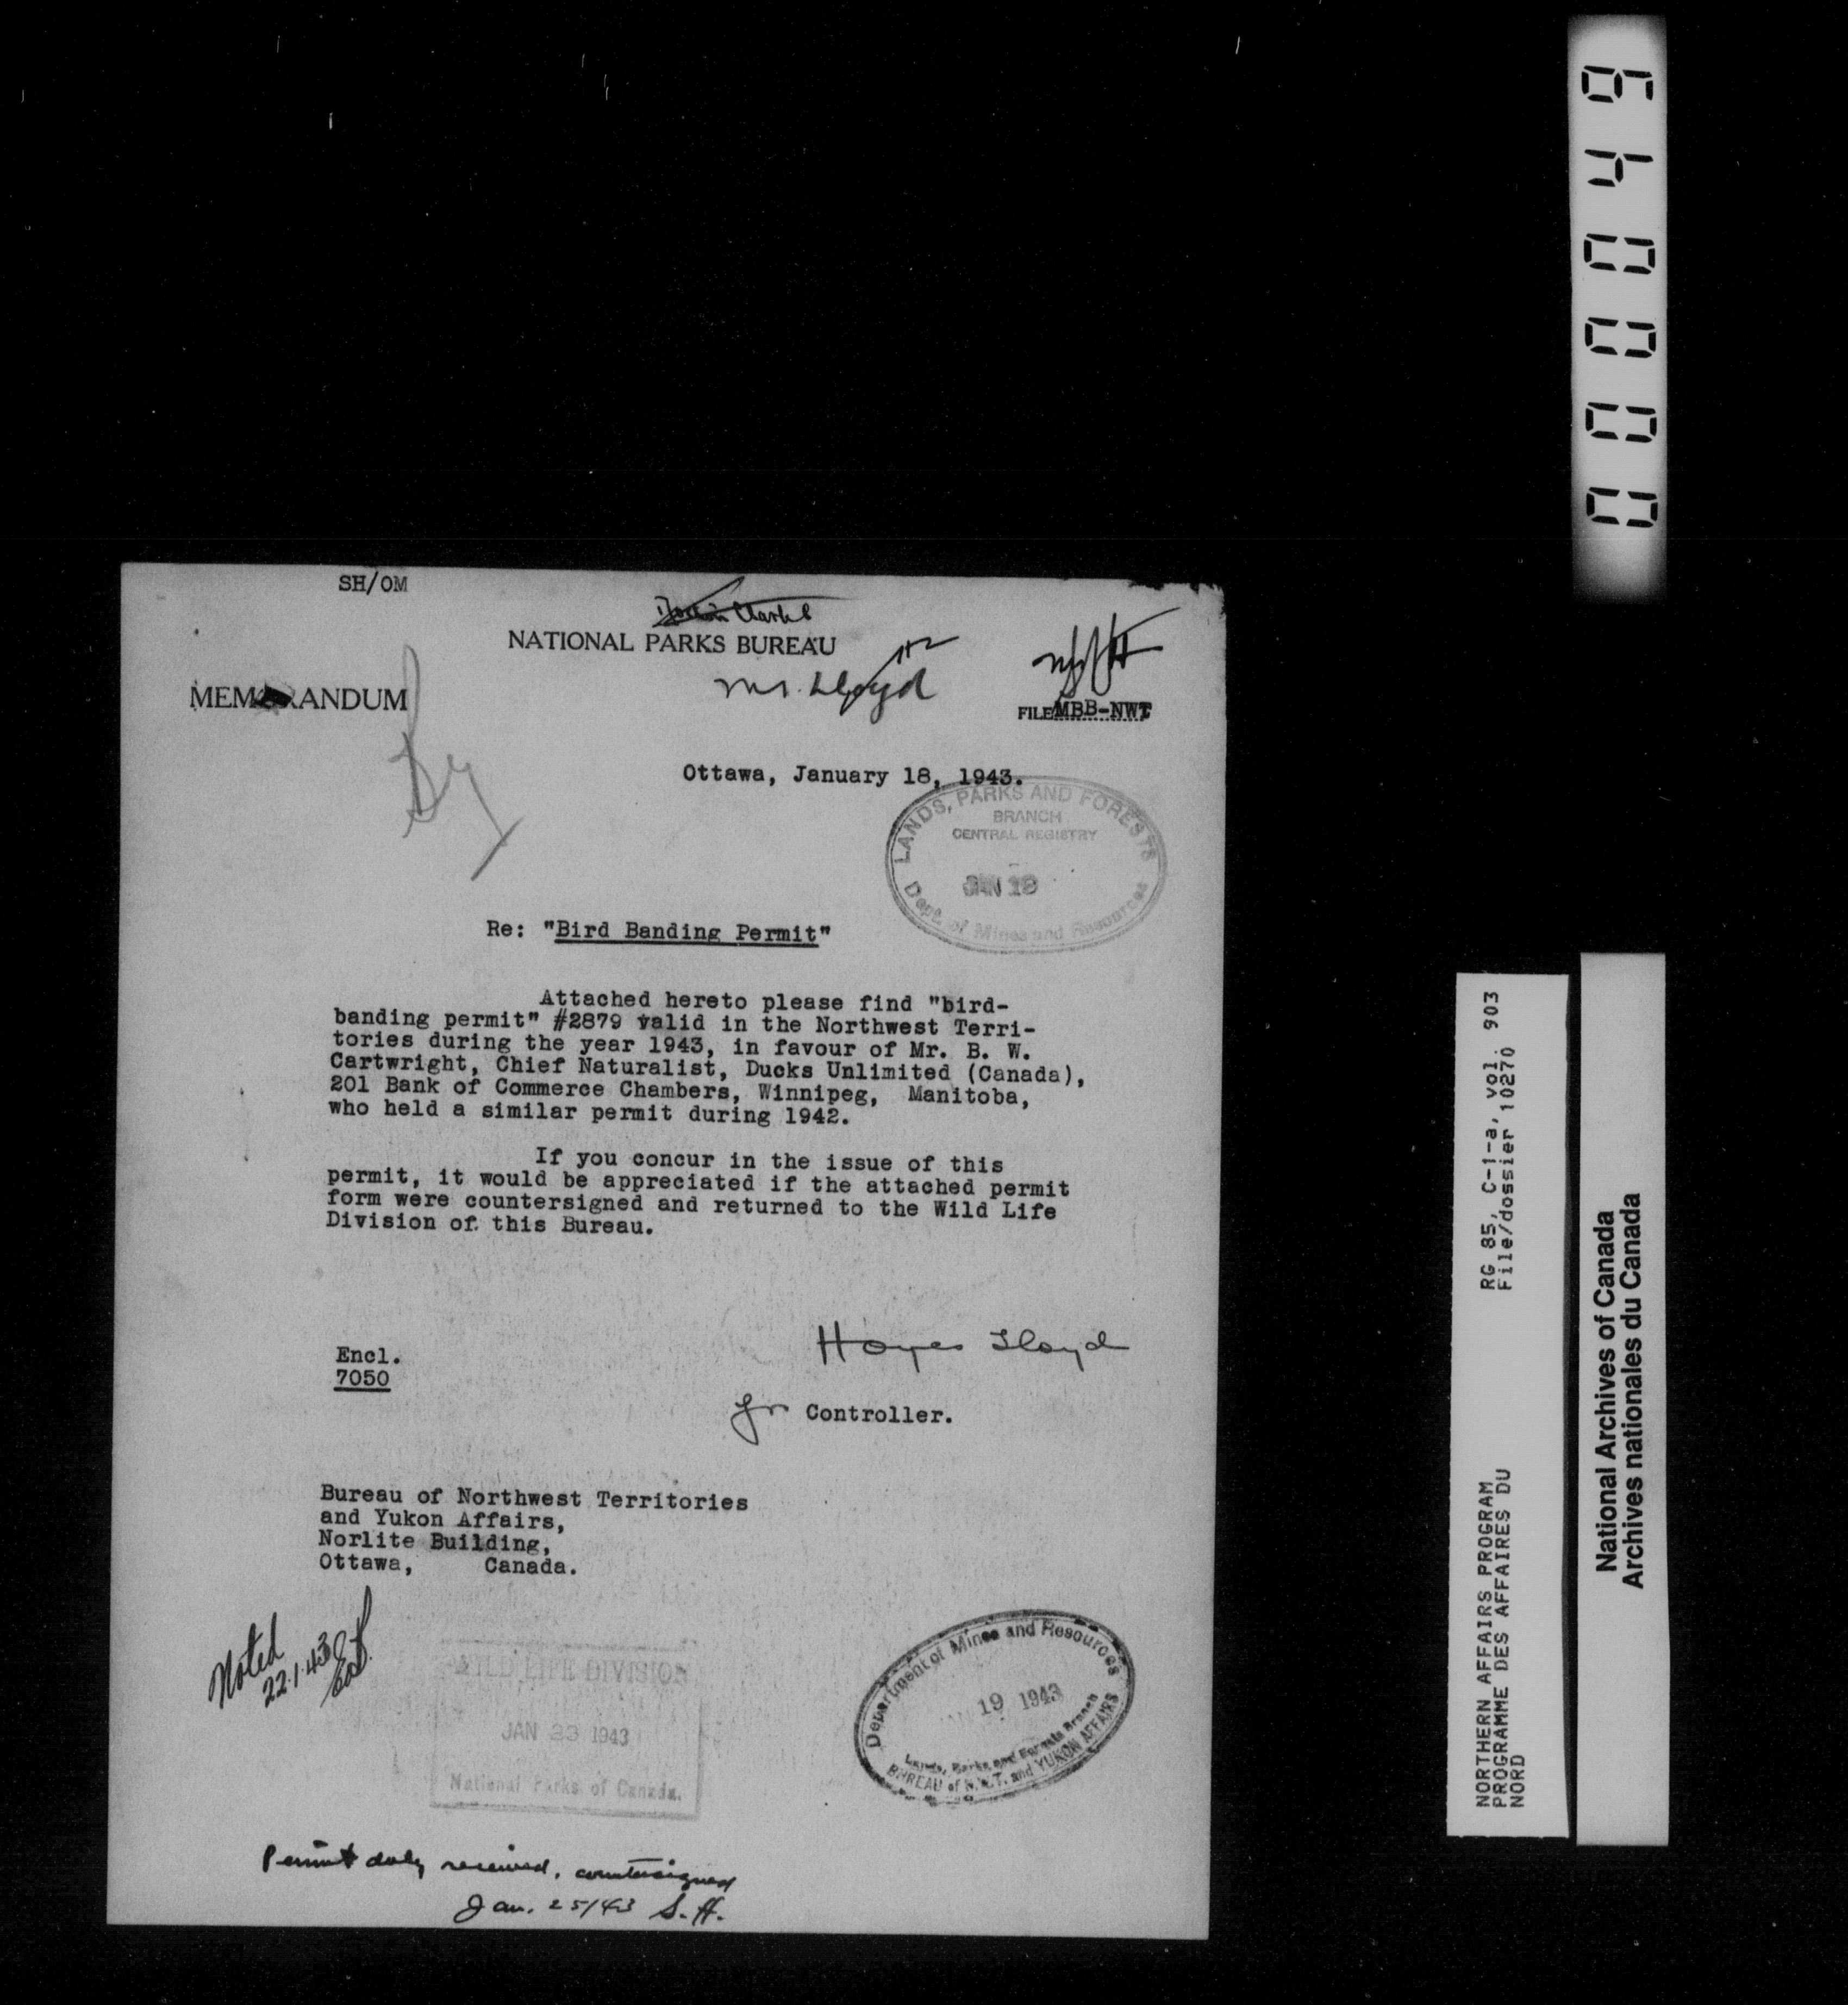 SH/OM
NATIONAL PARKS BUREAU
Mr. Lloyd
MEMORANDUM
FILE MBB-NWT
Ottawa, January 18, 1943.
LANDS, PARKS AND FORESTS
BRANCH
CENTRAL REGISTRY
JAN 18
Dept. of Mines and Resources
Re: "Bird Banding Permit"
Attached hereto please find "bird-
banding permit" #2879 valid in the Northwest Terri-
tories during the year 1943, in favour of Mr. B. W.
Cartwright, Chief Naturalist, Ducks Unlimited (Canada),
201 Bank of Commerce Chambers, Winnipeg, Manitoba,
who held a similar permit during 1942.
If you concur in the issue of this
permit, it would be appreciated if the attached permit
form were countersigned and returned to the Wild Life
Division of this Bureau.
Hoyes Lloyd
Encl.
7050
for Controller.
Bureau of Northwest Territories
and Yukon Affairs,
Norlite Building,
Ottawa, Canada.
Noted
22.1.43
WILD LIFE DIVISION
JAN 23 1943
National Parks of Canada.
Department of Mines and Resources
19 1943
Lands, Parks and Forests Branch
BUREAU of N.W.T. and YUKON AFFAIRS
Permit duly received, countersigned
Jan. 25/43 S.H.
000049
RG 85, C-1-a, vol. 903
File/dossier 10270
NORTHERN AFFAIRS PROGRAM
PROGRAMME DES AFFAIRES DU
NORD
National Archives of Canada
Archives nationales du Canada